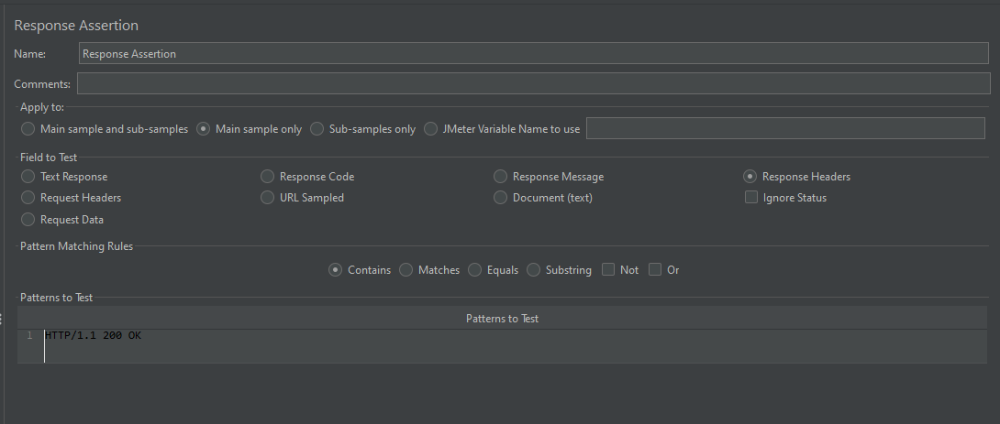 Response Assertion
Name: Response Assertion
Comments:
Apply to:
Main sample and sub-samples Main sample only Sub-samples only JMeter Variable Name to use
Field to Test
Text Response Response Code Response Message Response Headers
Request Headers URL Sampled Document (text) Ignore Status
Request Data
Pattern Matching Rules
Contains Matches Equals Substring Not Or
Patterns to Test
Patterns to Test
1 HTTP/1.1 200 OK